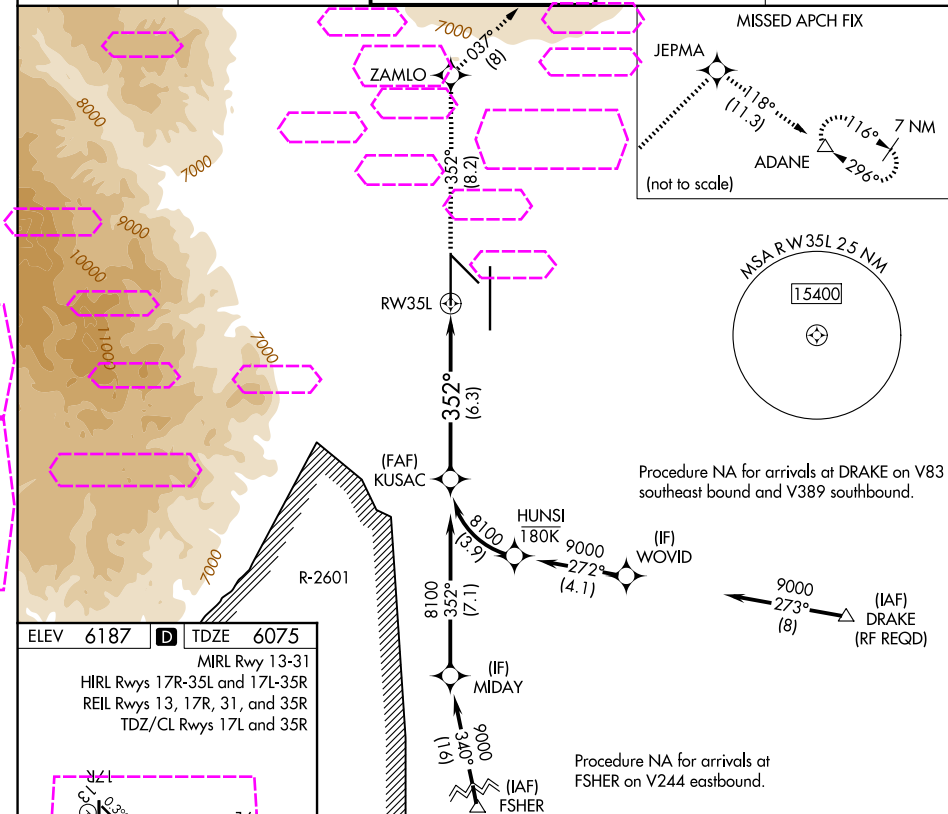 7000
037°
(8)
ZAMLO
8000
7000
352°
(8.2)
MISSED APCH FIX
JEPMA
118°
(11.3)
116°
7 NM
ADANE
296°
(not to scale)
9000
10000
11000
7000
RW35L
MSA RW35L 25 NM
15400
352°
(6.3)
(FAF)
KUSAC
Procedure NA for arrivals at DRAKE on V83
southeast bound and V389 southbound.
8100
(3.9)
HUNSI
180K
9000
272°
(4.1)
(IF)
WOVID
7000
R-2601
8100
352°
(7.1)
9000
273°
(8)
(IAF)
DRAKE
(RF REQD)
ELEV 6187 D TDZE 6075
MIRL Rwy 13-31
HIRL Rwys 17R-35L and 17L-35R
REIL Rwys 13, 17R, 31, and 35R
TDZ/CL Rwys 17L and 35R
(IF)
MIDAY
9000
340°
(16)
(IAF)
FSHER
Procedure NA for arrivals at
FSHER on V244 eastbound.
17R
13